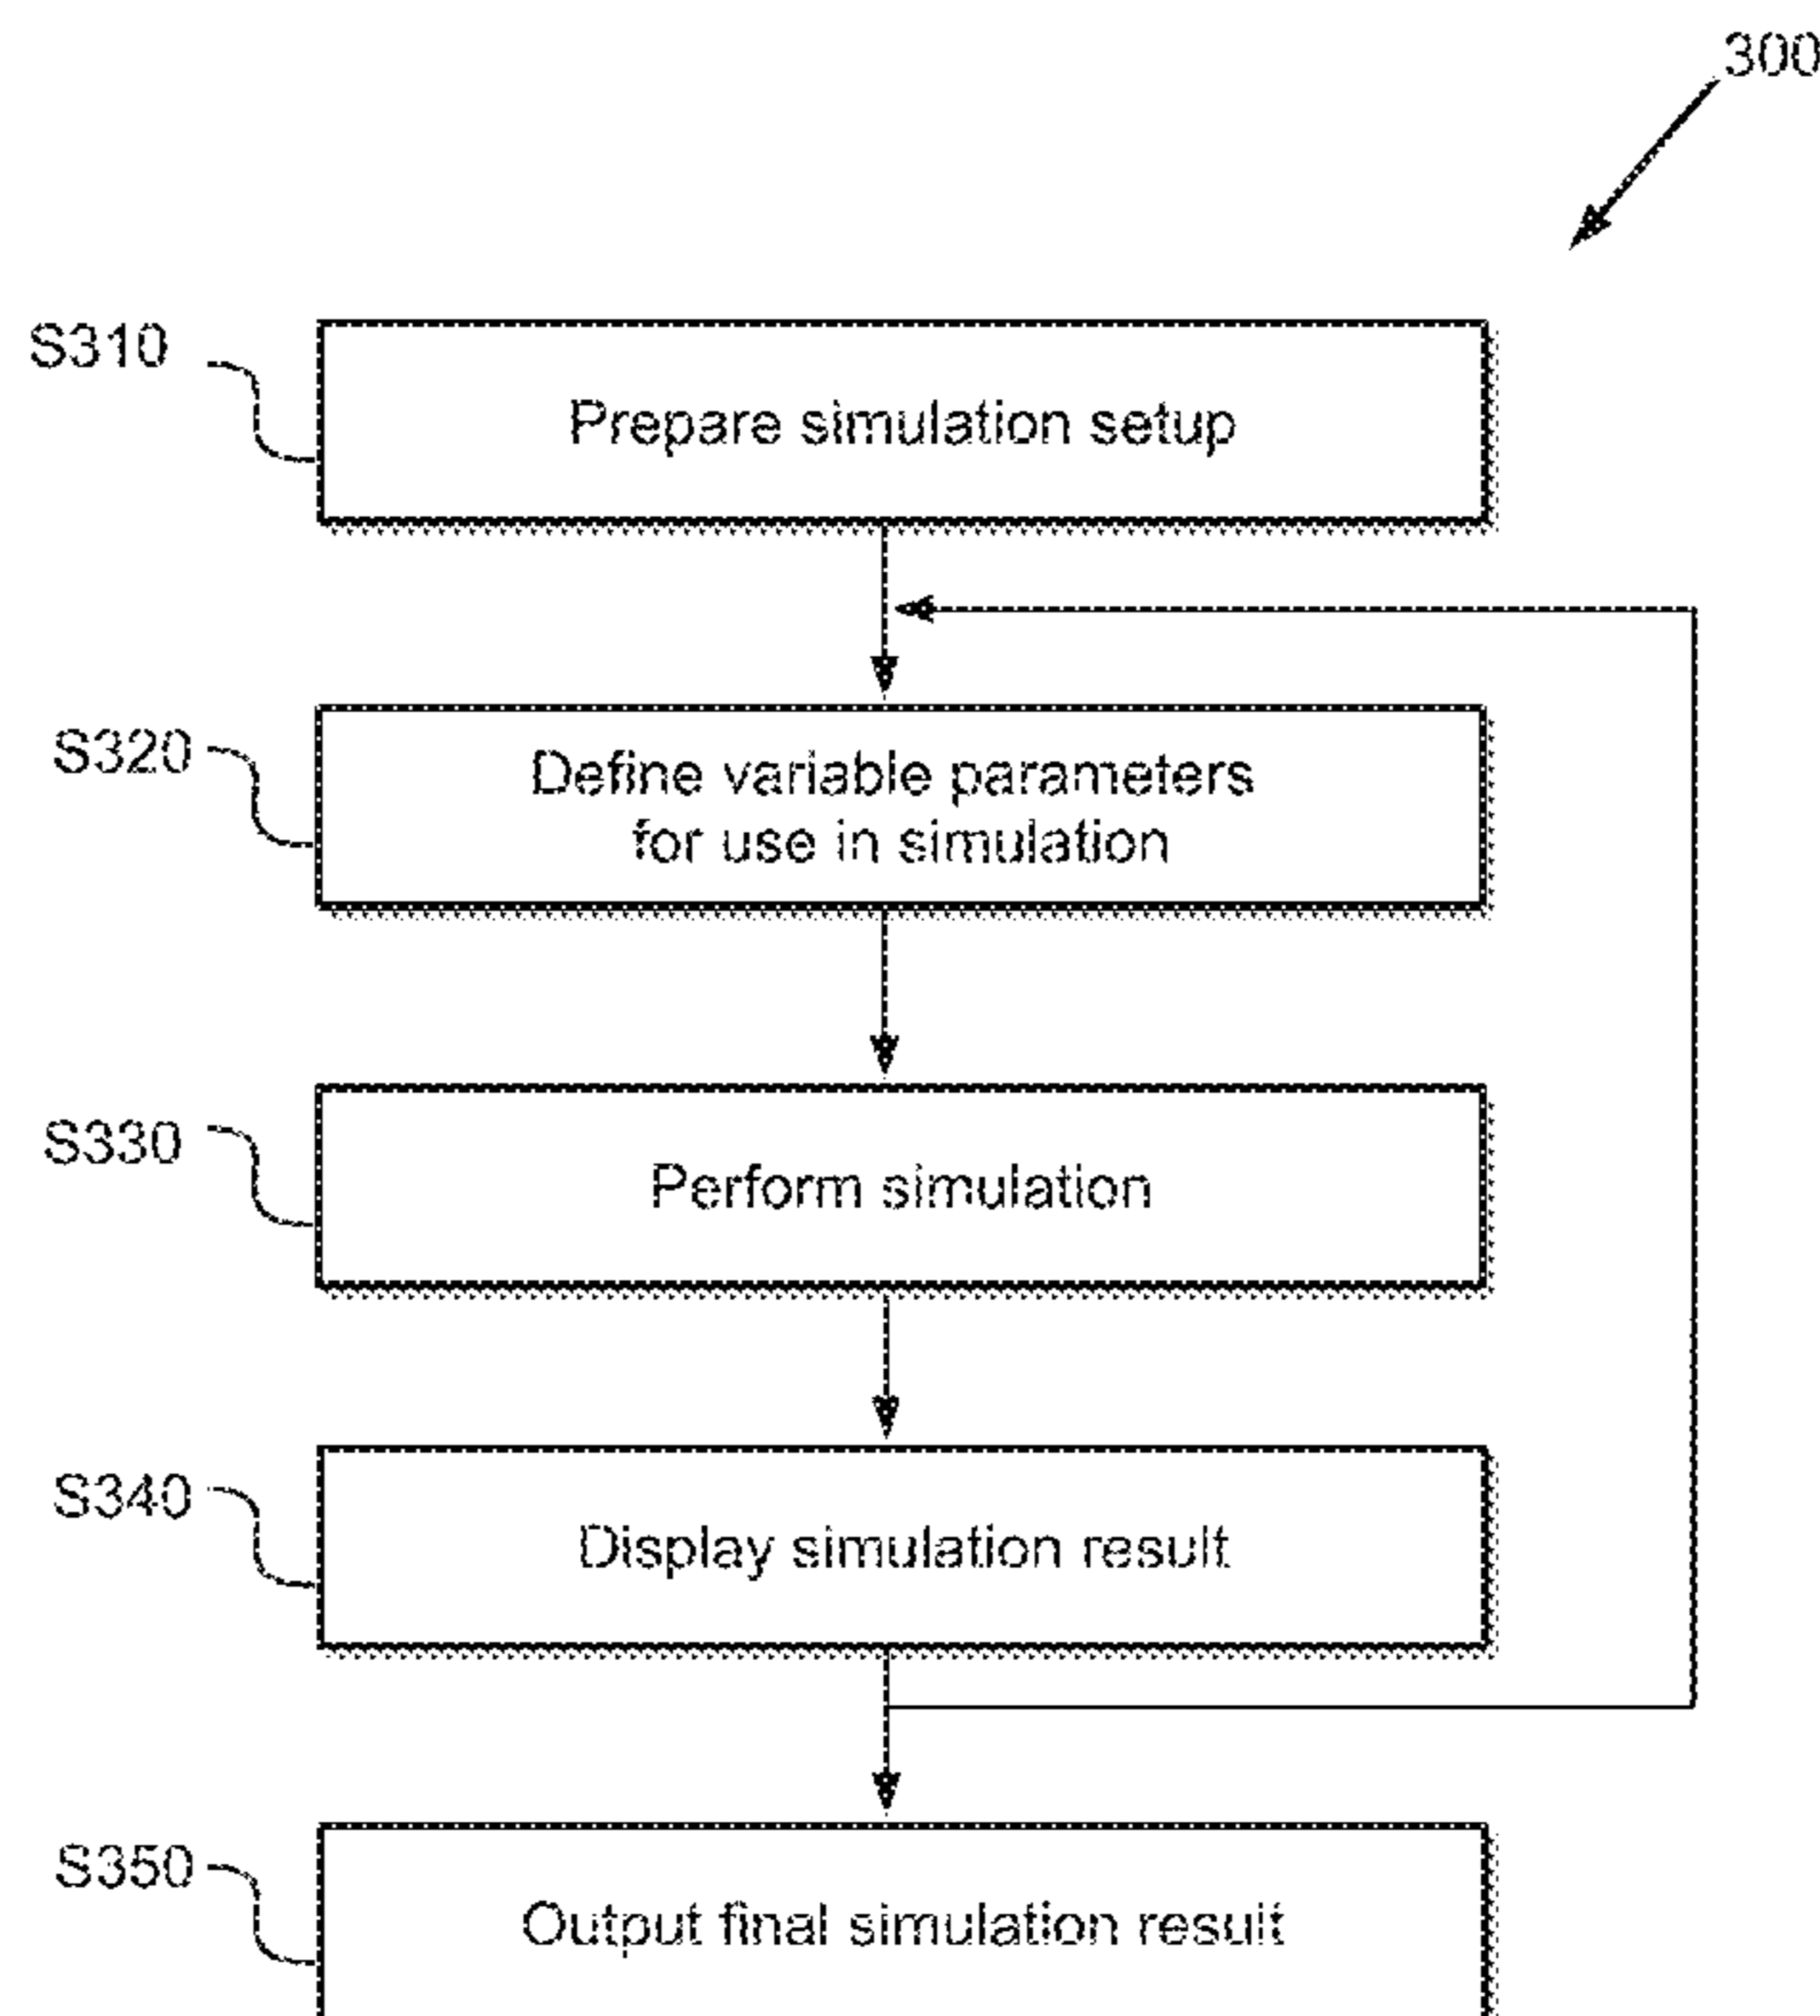 300
S310
Prepare simulation setup
S320
Define variable parameters
for use in simulation
S330
Perform simulation
S340
Display simulation result
S350
Output final simulation result